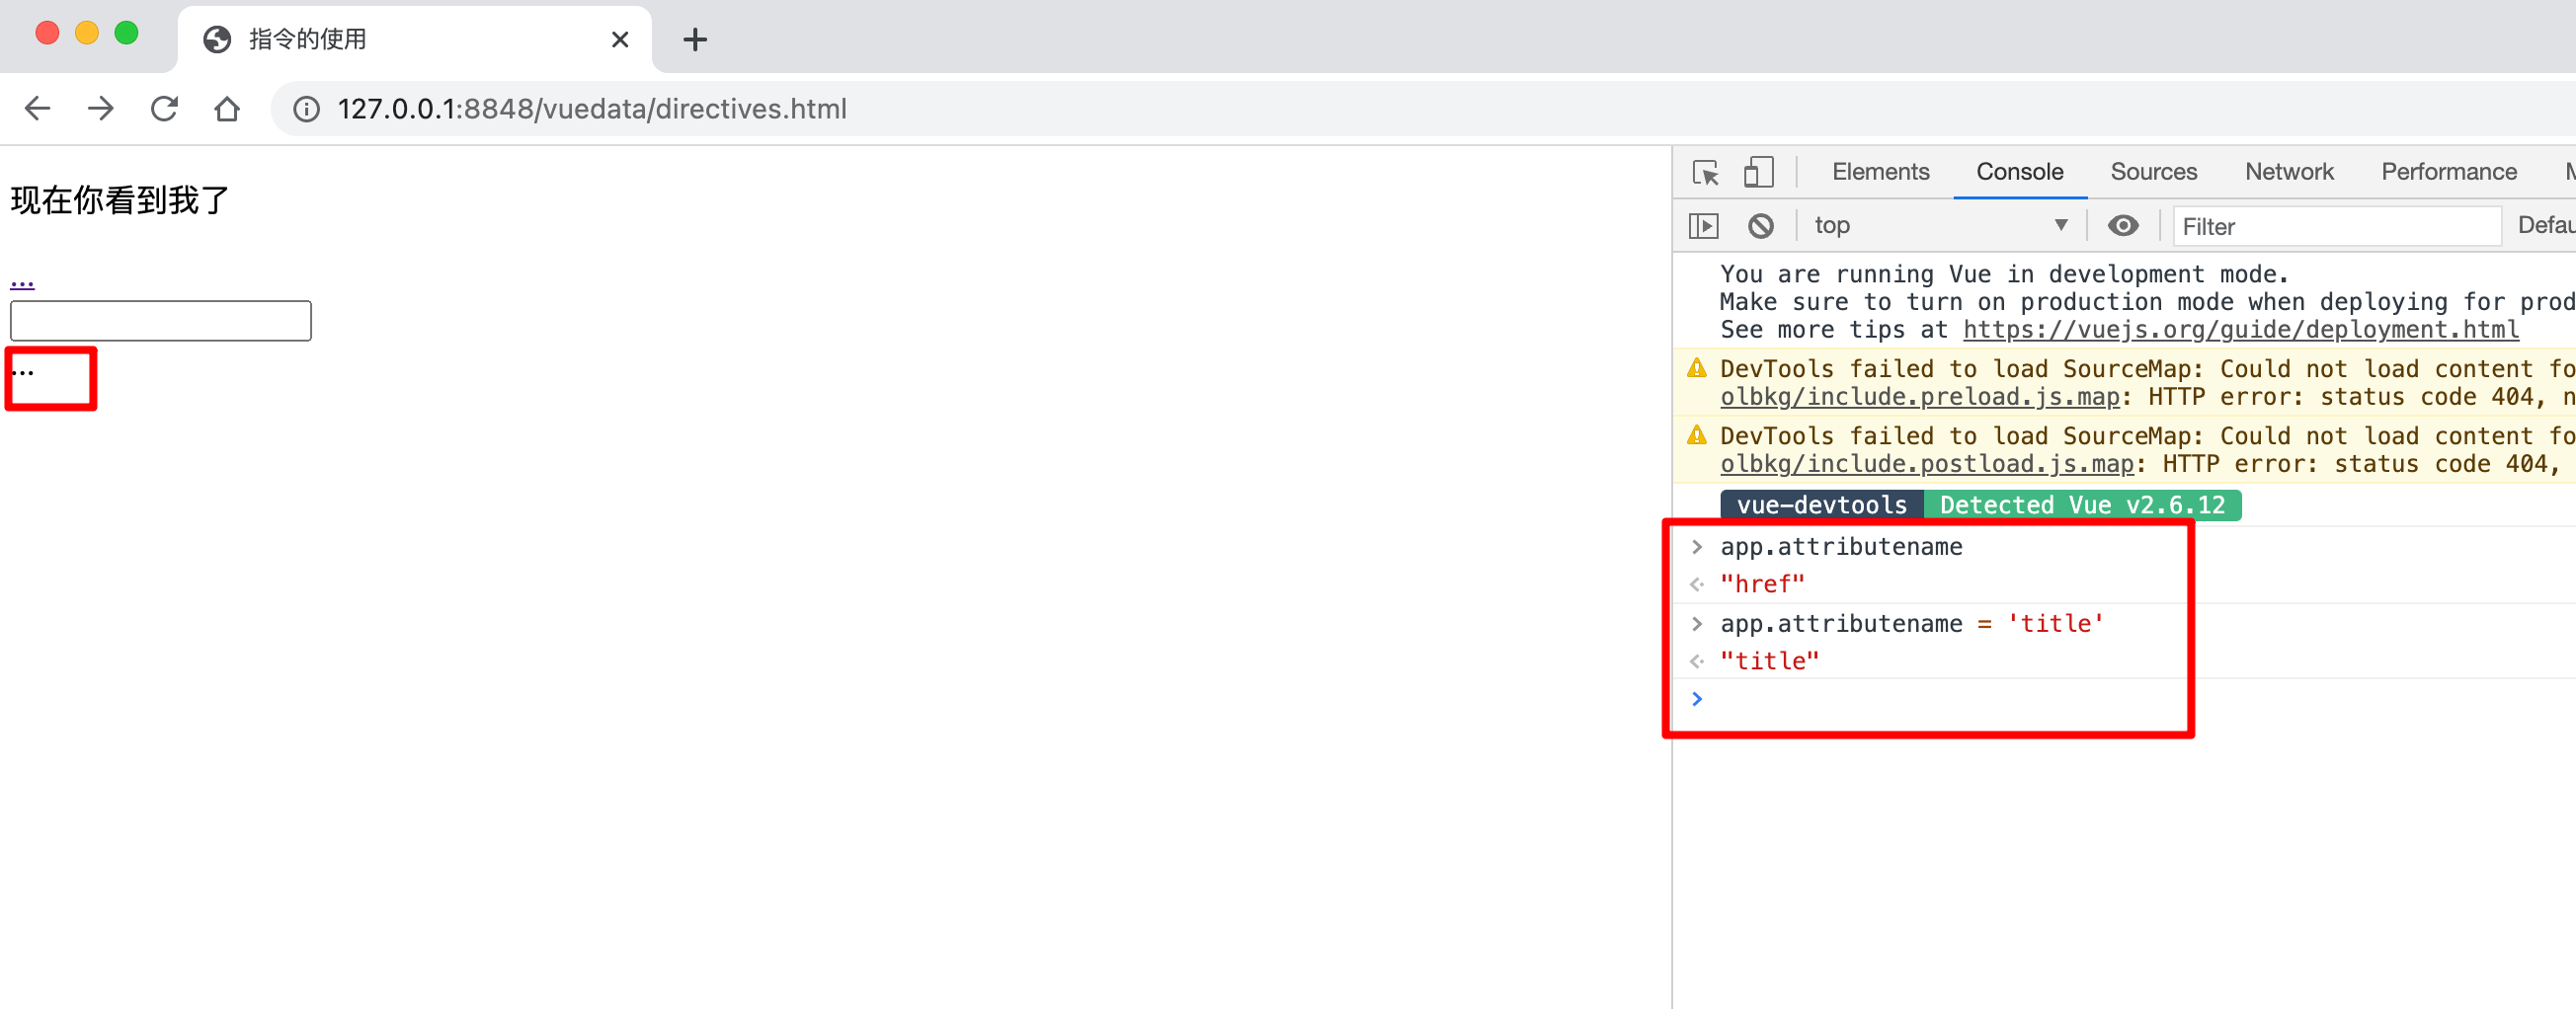 指令的使用
127.0.0.1:8848/vuedata/directives.html
现在你看到我了
...
...
Elements Console Sources Network Performance M
top Filter Defau
You are running Vue in development mode.
Make sure to turn on production mode when deploying for prod
See more tips at https://vuejs.org/guide/deployment.html
DevTools failed to load SourceMap: Could not load content fo
olbkg/include.preload.js.map: HTTP error: status code 404, n
DevTools failed to load SourceMap: Could not load content fo
olbkg/include.postload.js.map: HTTP error: status code 404,
vue-devtools Detected Vue v2.6.12
> app.attributename
"href"
> app.attributename = 'title'
"title"
>